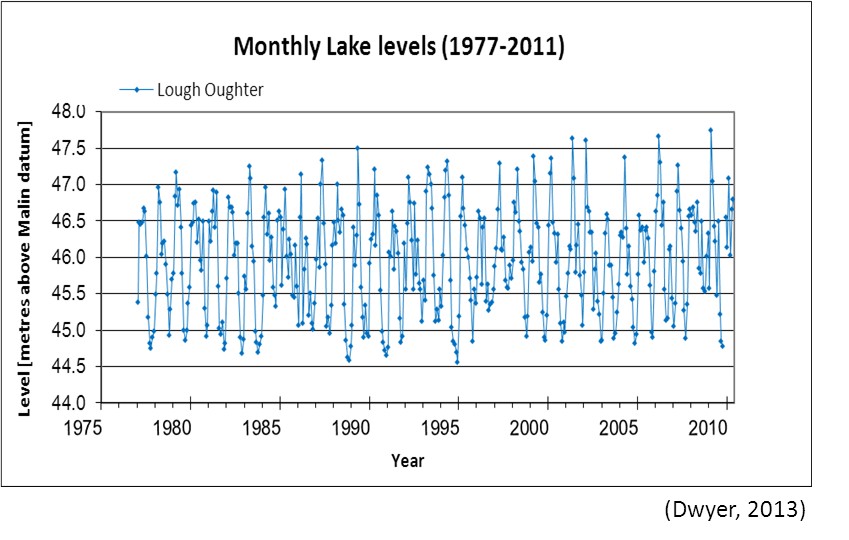 Monthly Lake levels (1977-2011)
Lough Oughter
48.0
47.5
47.0
46.5
46.0
45.5
45.0
44.5
44.0
Level [metres above Malin datum]
1975 1980 1985 1990 1995 2000 2005 2010
Year
(Dwyer, 2013)